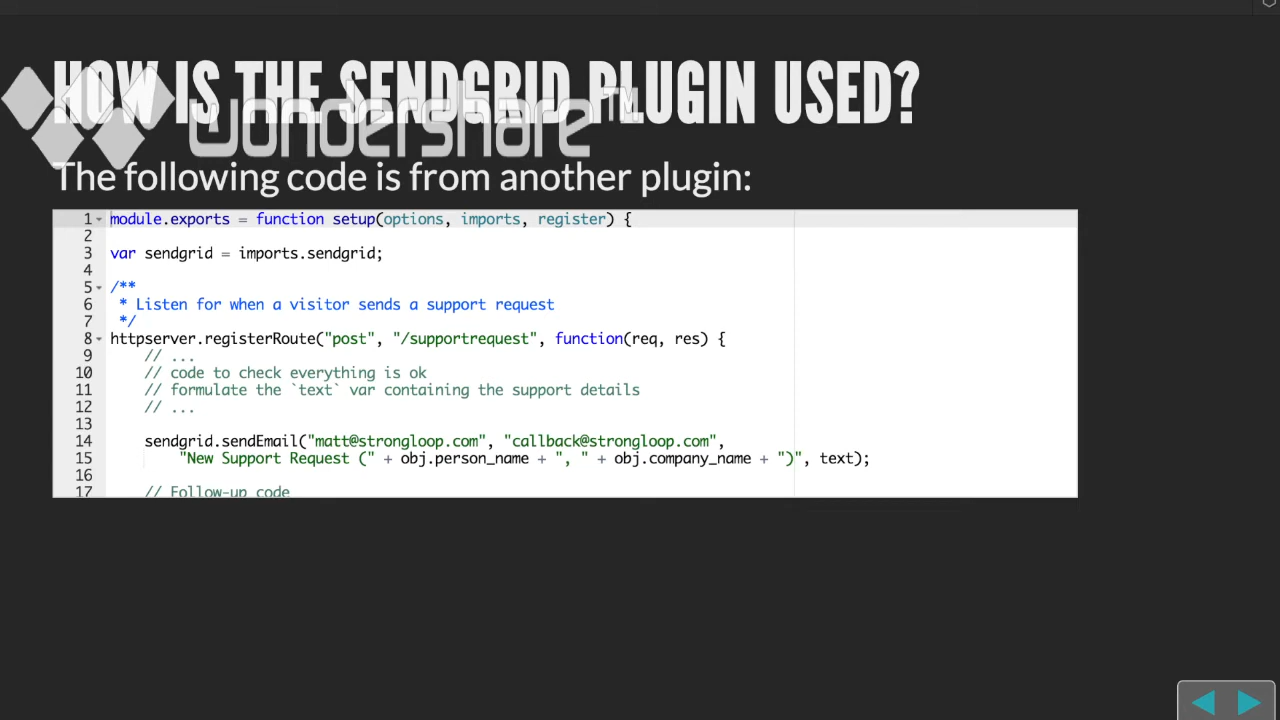 HOW IS THE SENDGRID PLUGIN USED?
wondershare™
The following code is from another plugin:
1 module.exports = function setup(options, imports, register) {
2
3 var sendgrid = imports.sendgrid;
4
5 /**
6 * Listen for when a visitor sends a support request
7 */
8 httpserver.registerRoute("post", "/supportrequest", function(req, res) {
9 // ...
10 // code to check everything is ok
11 // formulate the `text` var containing the support details
12 // ...
13
14 sendgrid.sendEmail("matt@strongloop.com", "callback@strongloop.com",
15 "New Support Request (" + obj.person_name + ", " + obj.company_name + ")", text);
16
17 // Follow-up code